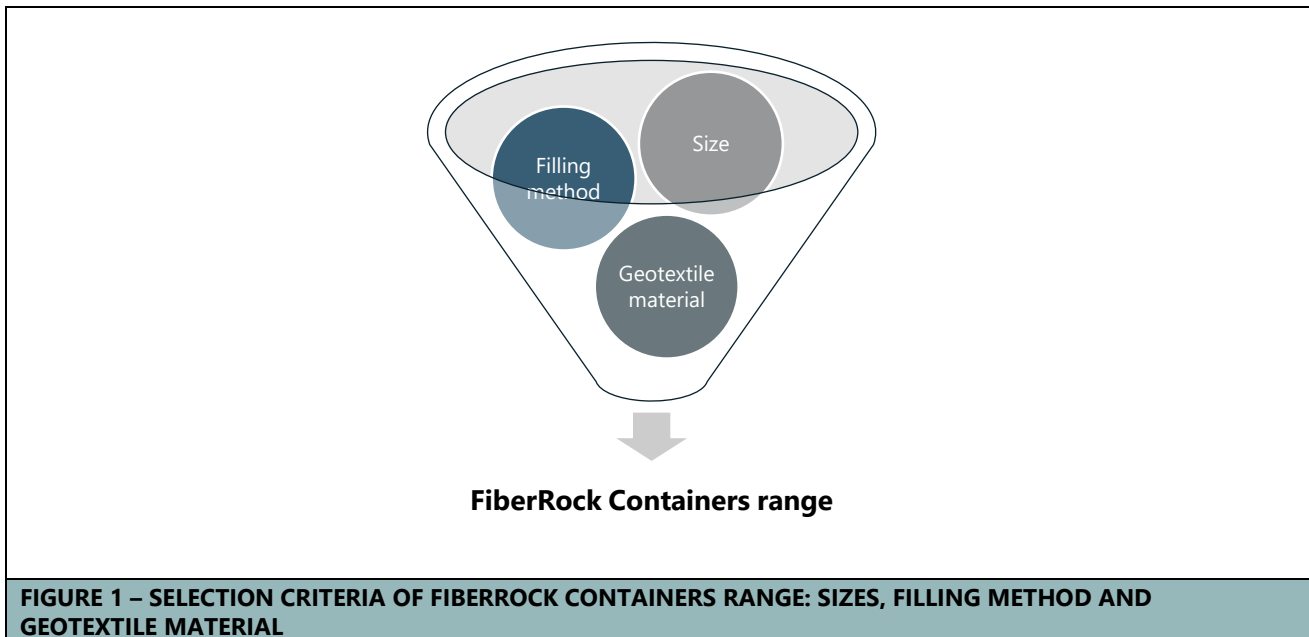 Size
Filling
method
Geotextile
material
FiberRock Containers range
FIGURE 1 – SELECTION CRITERIA OF FIBERROCK CONTAINERS RANGE: SIZES, FILLING METHOD AND
GEOTEXTILE MATERIAL